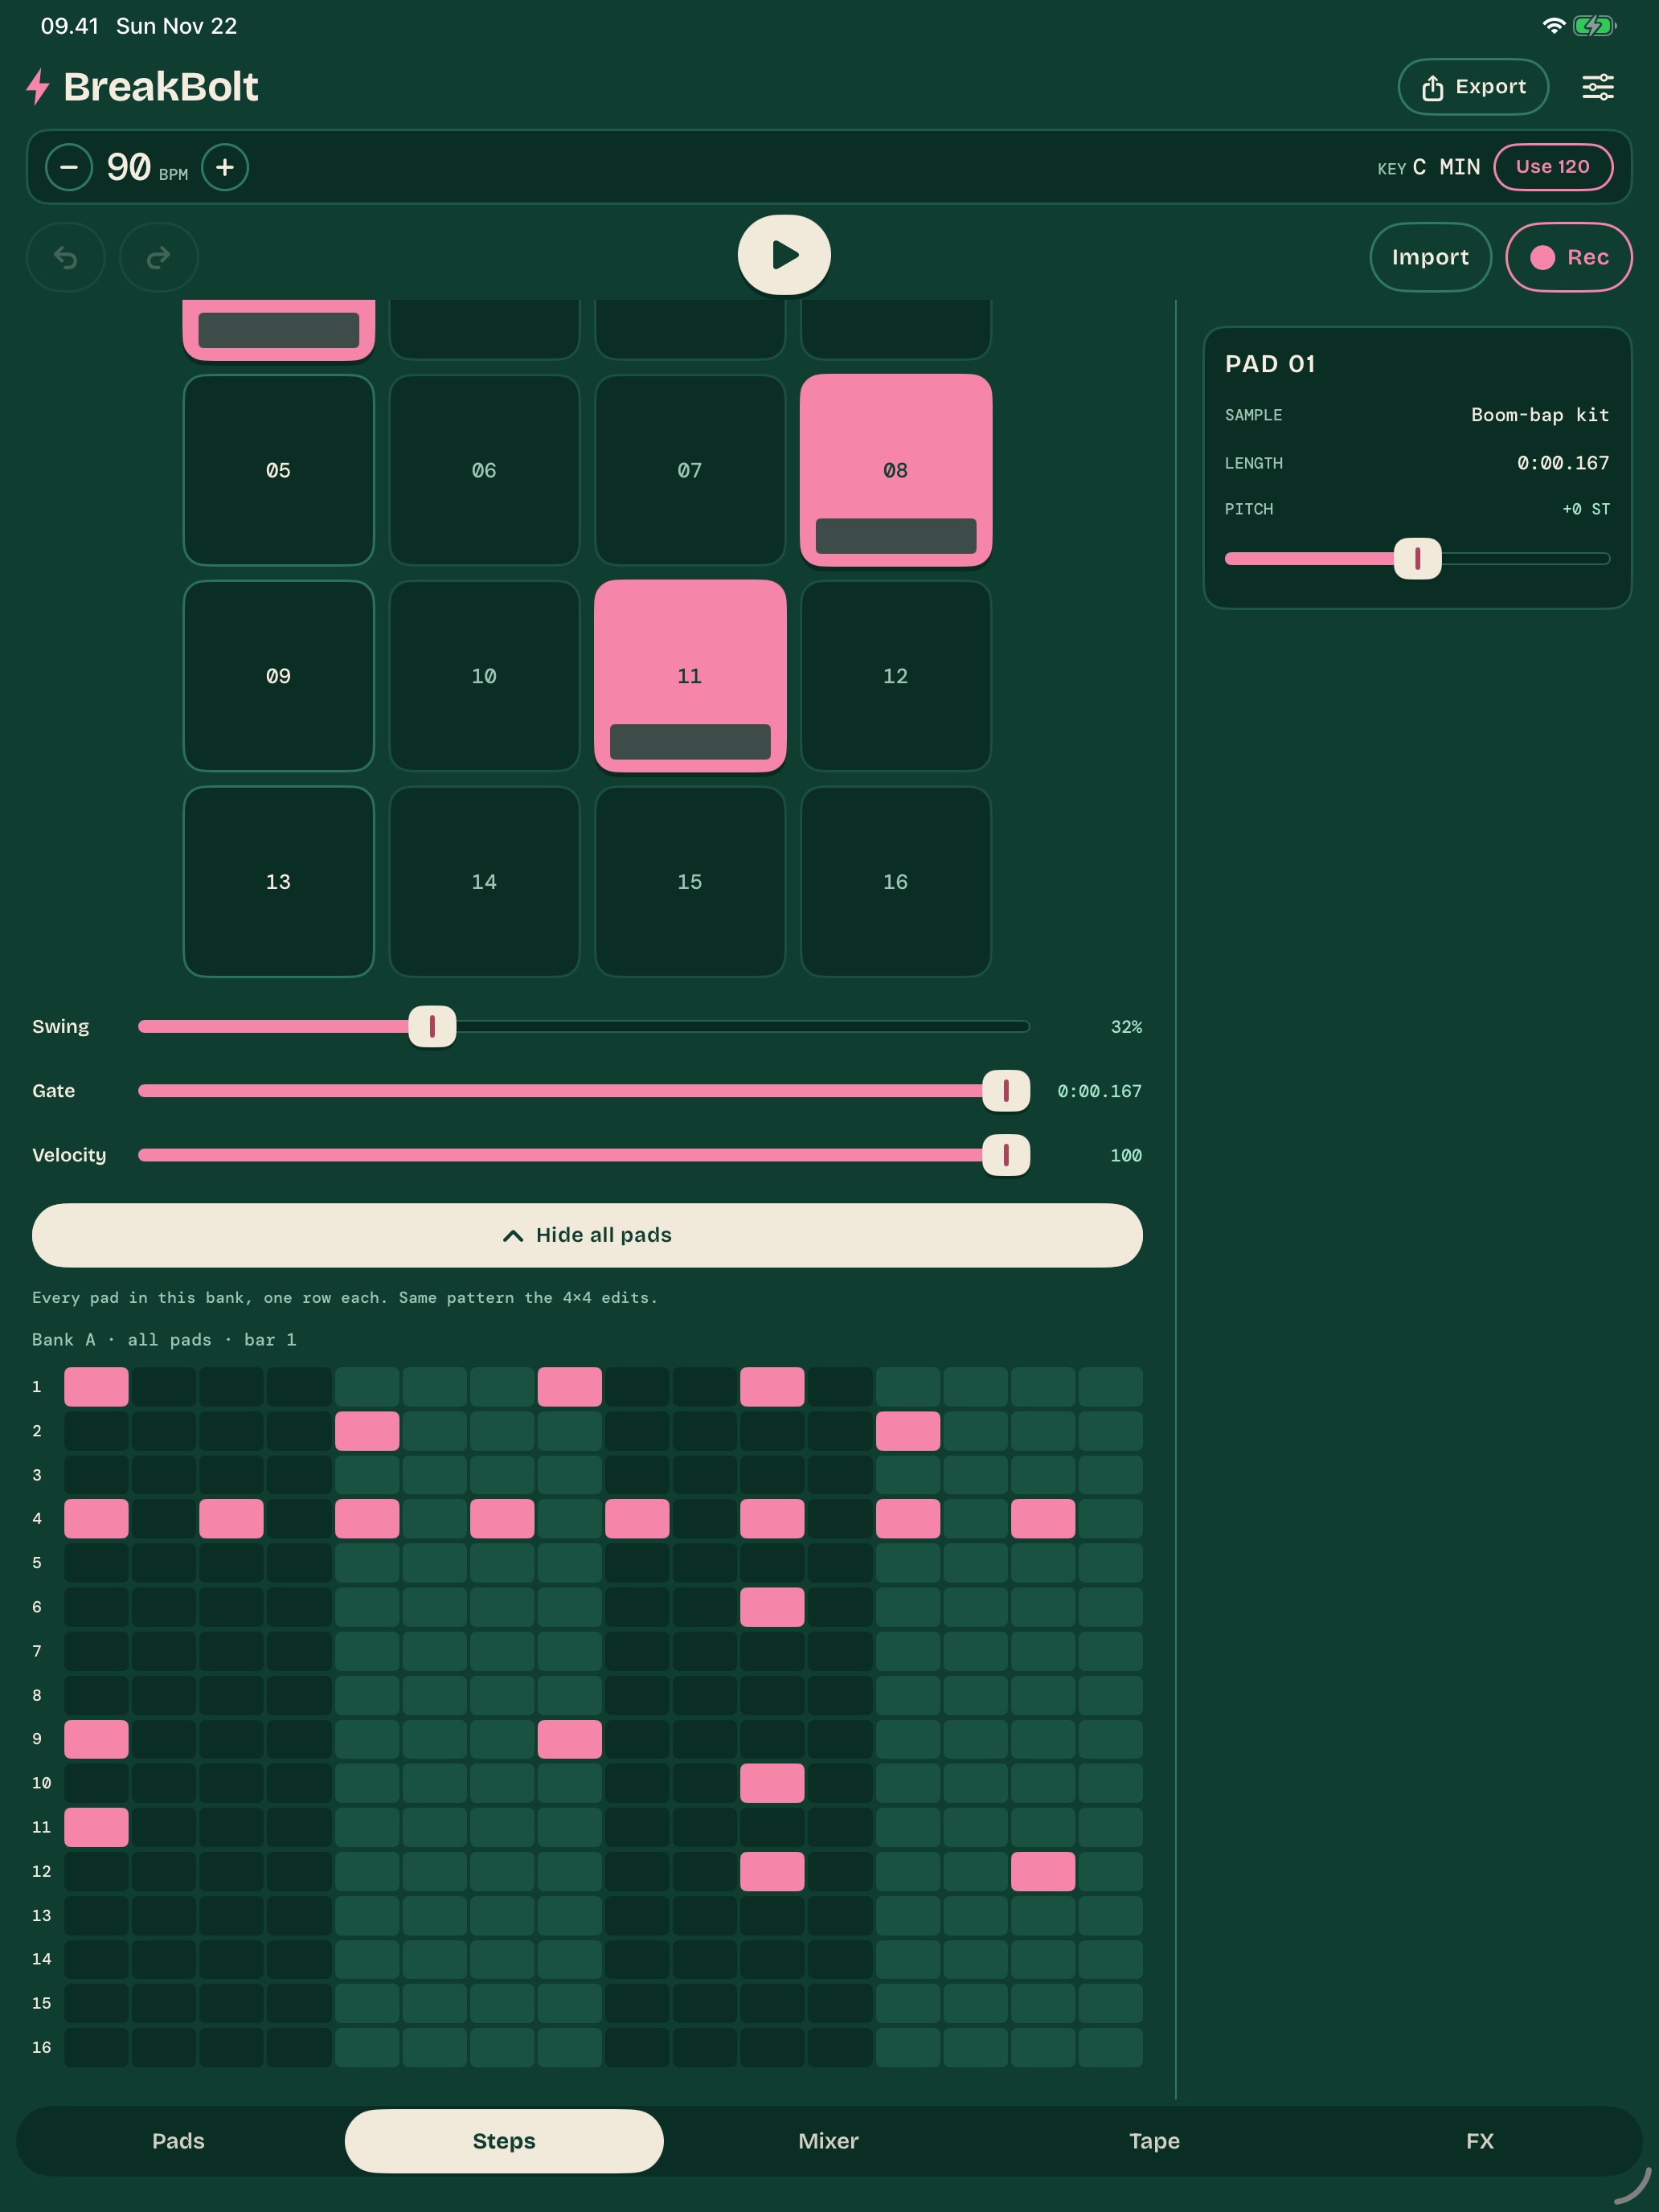 09.41 Sun Nov 22
BreakBolt
Export
90 BPM
KEY C MIN
Use 120
Import
Rec
05 06 07 08
09 10 11 12
13 14 15 16
PAD 01
SAMPLE Boom-bap kit
LENGTH 0:00.167
PITCH +0 ST
Swing 32%
Gate 0:00.167
Velocity 100
Hide all pads
Every pad in this bank, one row each. Same pattern the 4×4 edits.
Bank A · all pads · bar 1
1
2
3
4
5
6
7
8
9
10
11
12
13
14
15
16
Pads Steps Mixer Tape FX